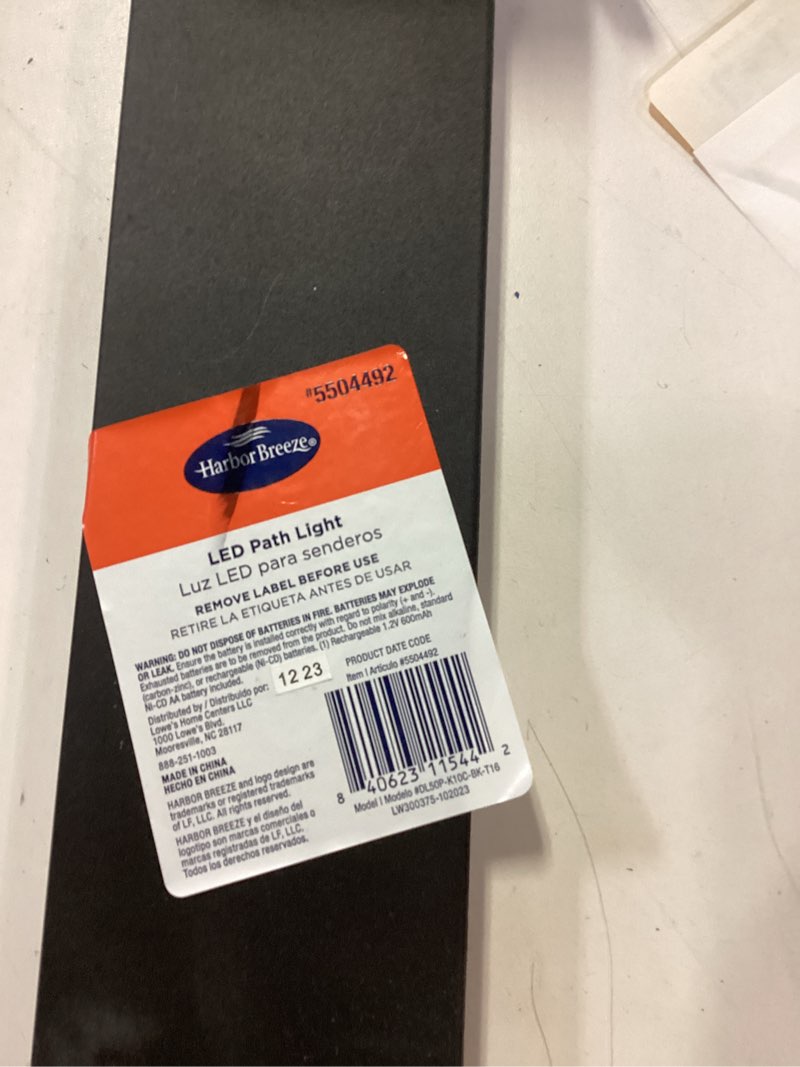 #5504492
Harbor Breeze®
LED Path Light
Luz LED para senderos
REMOVE LABEL BEFORE USE
RETIRE LA ETIQUETA ANTES DE USAR
WARNING: DO NOT DISPOSE OF BATTERIES IN FIRE. BATTERIES MAY EXPLODE
OR LEAK. Ensure the battery is installed correctly with regard to polarity (+ and -).
Exhausted batteries are to be removed from the product. Do not mix alkaline, standard
(carbon-zinc), or rechargeable (Ni-CD) batteries. (1) Rechargeable 1.2V 600mAh
Ni-CD AA battery included.
Distributed by / Distribuido por:
Lowe's Home Centers LLC
1000 Lowe's Blvd.
Mooresville, NC 28117
888-251-1003
MADE IN CHINA
HECHO EN CHINA
HARBOR BREEZE and logo design are
trademarks or registered trademarks
of LF, LLC. All rights reserved.
HARBOR BREEZE y el diseño del
logotipo son marcas comerciales o
marcas registradas de LF, LLC.
Todos los derechos reservados.
12 23
PRODUCT DATE CODE
Item | Artículo #5504492
8 40623 11544 2
Model | Modelo #DL50P-K10C-BK-T16
LW300375-102023